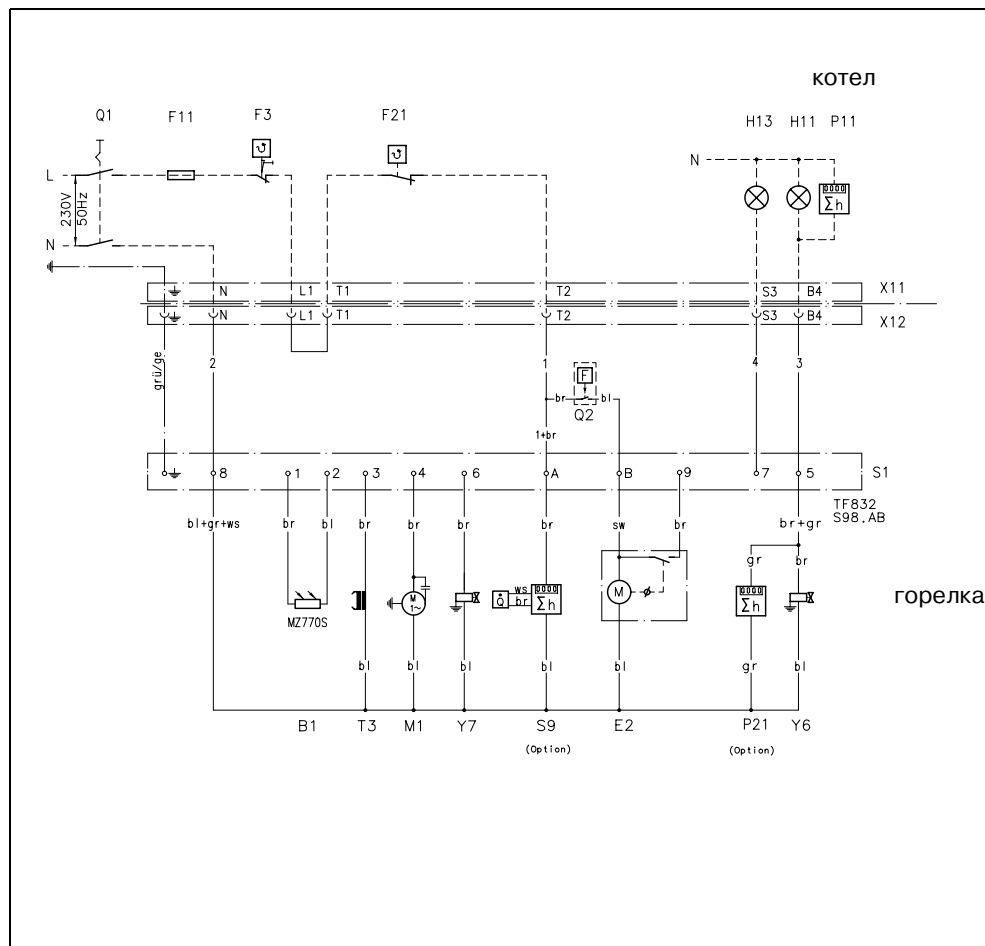 котел
Q1 F11 F3 F21 H13 H11 P11
N
L
230V
50Hz
Σh
N
N L1 T1 T2 S3 B4 X11
N L1 T1 T2 S3 B4 X12
grü/ge 2 1 4 3
F
br bl
Q2
1+br
8 1 2 3 4 6 A B 9 7 5 S1
TF832
S98.AB
bl+gr+ws br bl br br br br sw br br+gr
gr br
M
1~
ws
br
Q
Σh
M
Σh
горелка
MZ770S
bl bl bl bl bl gr bl
B1 T3 M1 Y7 S9 E2 P21 Y6
(Option) (Option)